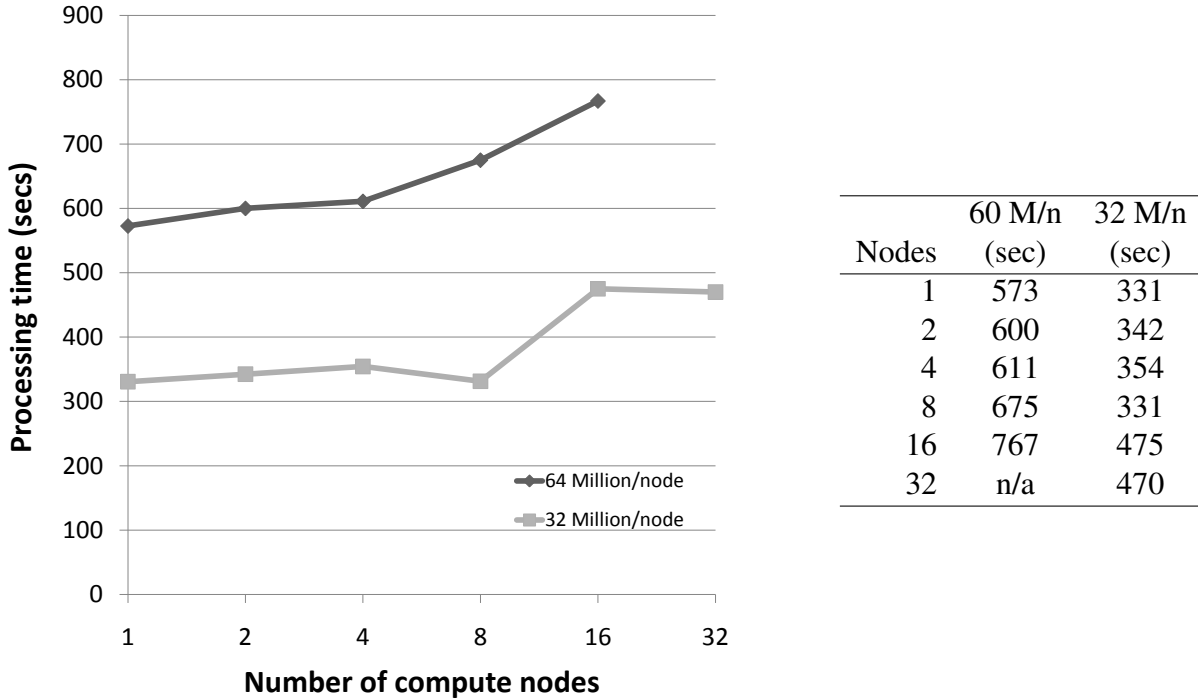 900
800
700
600
500
400
300
200
100
0
Processing time (secs)
64 Million/node
32 Million/node
1 2 4 8 16 32
Number of compute nodes
60 M/n 32 M/n
Nodes (sec) (sec)
1 573 331
2 600 342
4 611 354
8 675 331
16 767 475
32 n/a 470